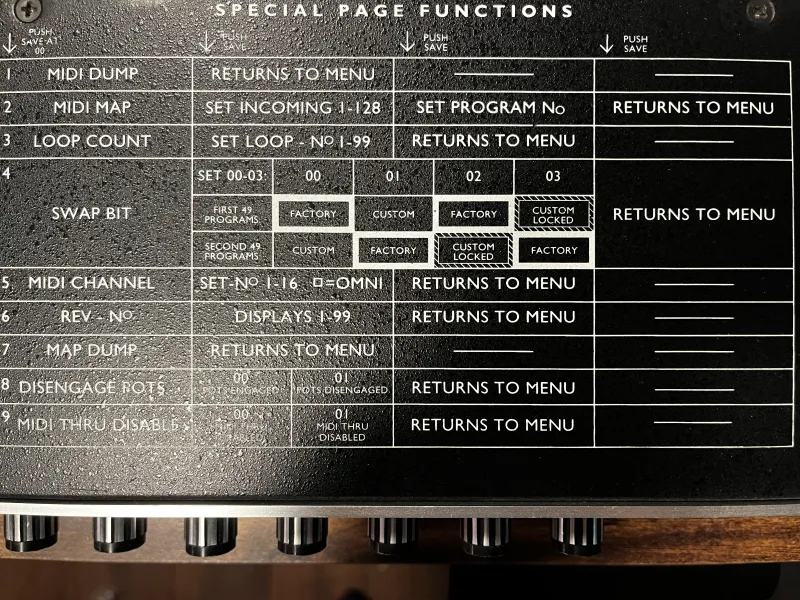 SPECIAL PAGE FUNCTIONS
PUSH SAVE AT 00
PUSH SAVE
PUSH SAVE
PUSH SAVE
1 MIDI DUMP RETURNS TO MENU
2 MIDI MAP SET INCOMING 1-128 SET PROGRAM No RETURNS TO MENU
3 LOOP COUNT SET LOOP - No 1-99 RETURNS TO MENU
4 SWAP BIT
SET 00-03: 00 01 02 03
FIRST 49 PROGRAMS FACTORY CUSTOM FACTORY CUSTOM LOCKED
SECOND 49 PROGRAMS CUSTOM FACTORY CUSTOM LOCKED FACTORY
RETURNS TO MENU
5 MIDI CHANNEL SET-No 1-16 □=OMNI RETURNS TO MENU
6 REV - No DISPLAYS 1-99 RETURNS TO MENU
7 MAP DUMP RETURNS TO MENU
8 DISENGAGE POTS 00 POTS ENGAGED 01 POTS DISENGAGED RETURNS TO MENU
9 MIDI THRU DISABLE 00 MIDI THRU ENABLED 01 MIDI THRU DISABLED RETURNS TO MENU